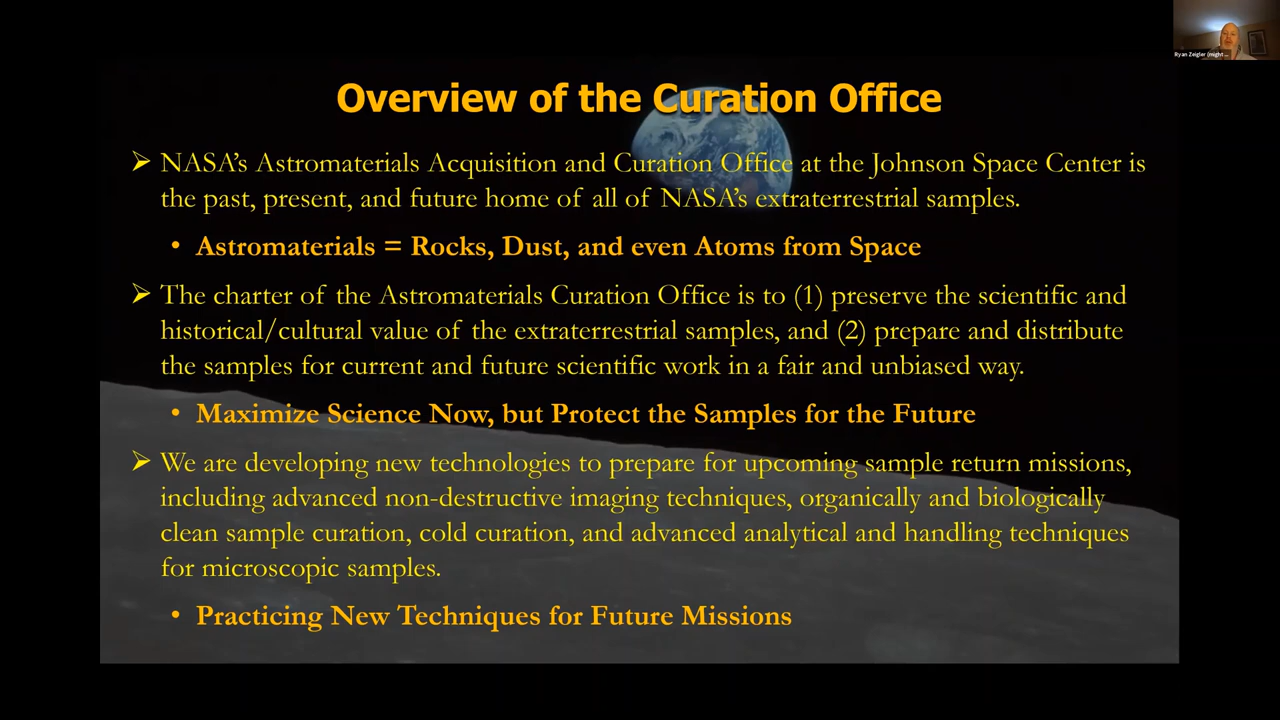 Ryan Zeigler (might ...
Overview of the Curation Office
➢ NASA's Astromaterials Acquisition and Curation Office at the Johnson Space Center is
the past, present, and future home of all of NASA's extraterrestrial samples.
• Astromaterials = Rocks, Dust, and even Atoms from Space
➢ The charter of the Astromaterials Curation Office is to (1) preserve the scientific and
historical/cultural value of the extraterrestrial samples, and (2) prepare and distribute
the samples for current and future scientific work in a fair and unbiased way.
• Maximize Science Now, but Protect the Samples for the Future
➢ We are developing new technologies to prepare for upcoming sample return missions,
including advanced non-destructive imaging techniques, organically and biologically
clean sample curation, cold curation, and advanced analytical and handling techniques
for microscopic samples.
• Practicing New Techniques for Future Missions